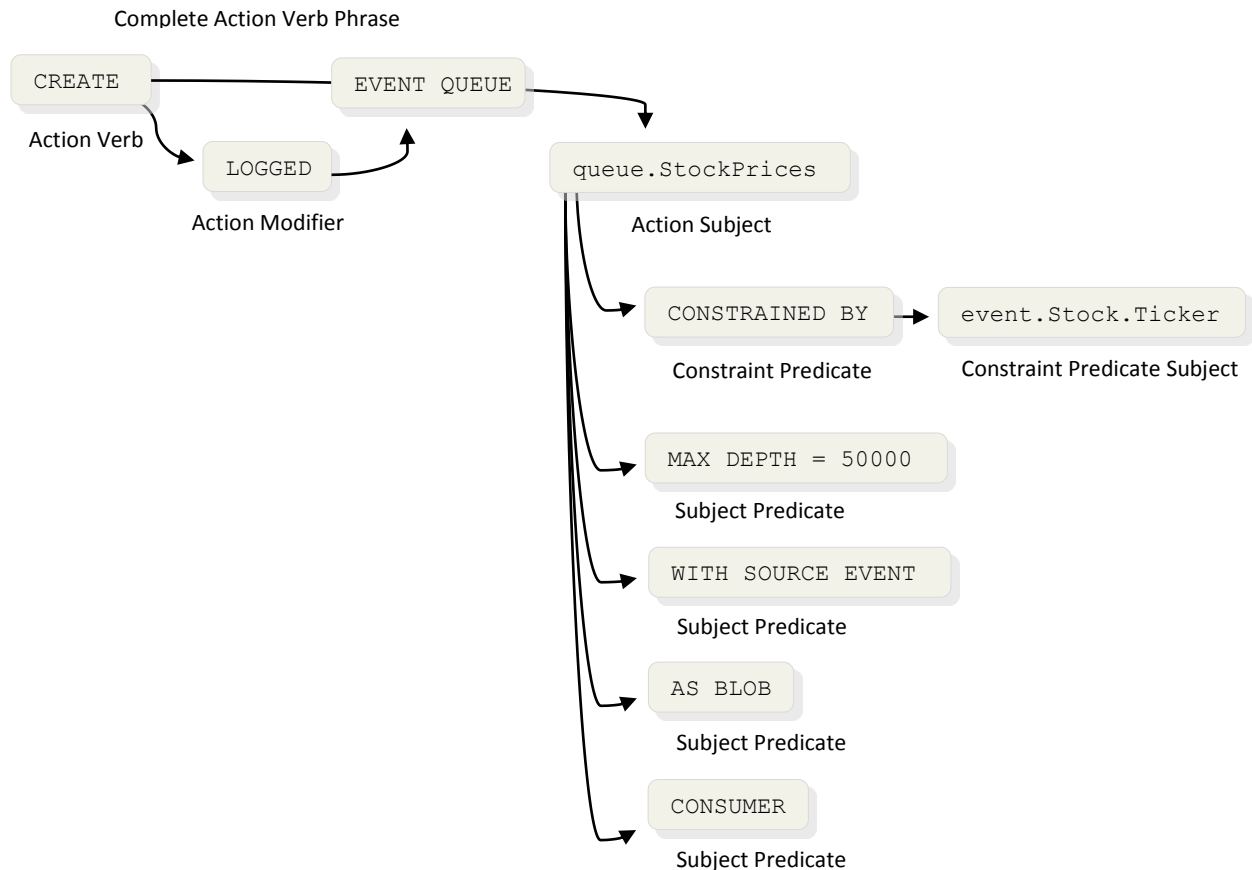 Complete Action Verb Phrase
CREATE
EVENT QUEUE
Action Verb
LOGGED
Action Modifier
queue.StockPrices
Action Subject
CONSTRAINED BY
event.Stock.Ticker
Constraint Predicate
Constraint Predicate Subject
MAX DEPTH = 50000
Subject Predicate
WITH SOURCE EVENT
Subject Predicate
AS BLOB
Subject Predicate
CONSUMER
Subject Predicate